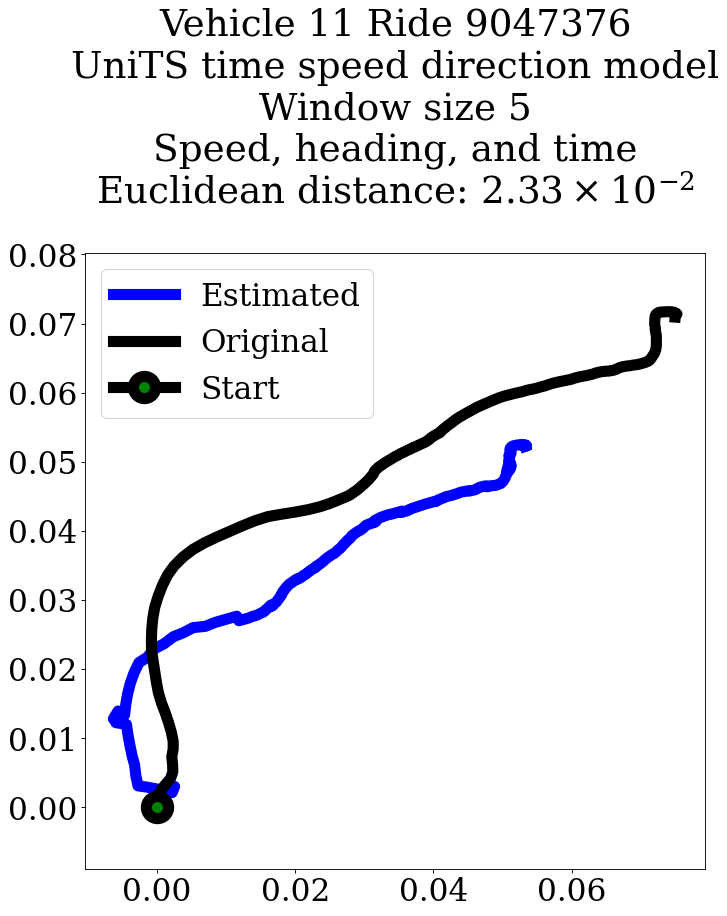 Vehicle 11 Ride 9047376
UniTS time speed direction model
Window size 5
Speed, heading, and time
Euclidean distance: $2.33 \times 10^{-2}$
0.08
0.07
0.06
0.05
0.04
0.03
0.02
0.01
0.00
Estimated
Original
Start
0.00 0.02 0.04 0.06